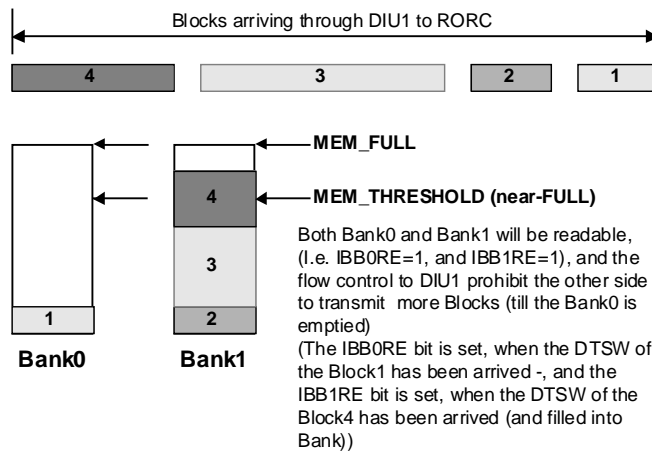 Blocks arriving through DIU1 to RORC
4
3
2
1
MEM_FULL
4
MEM_THRESHOLD (near-FULL)
3
1
2
Bank0
Bank1
Both Bank0 and Bank1 will be readable,
(I.e. IBB0RE=1, and IBB1RE=1), and the
flow control to DIU1 prohibit the other side
to transmit more Blocks (till the Bank0 is
emptied)
(The IBB0RE bit is set, when the DTSW of
the Block1 has been arrived -, and the
IBB1RE bit is set, when the DTSW of the
Block4 has been arrived (and filled into
Bank))